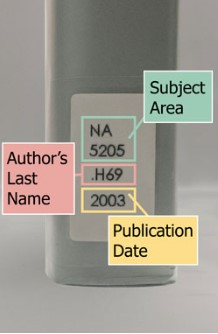 Subject
Area
NA
5205
Author's
Last
Name
.H69
2003
Publication
Date